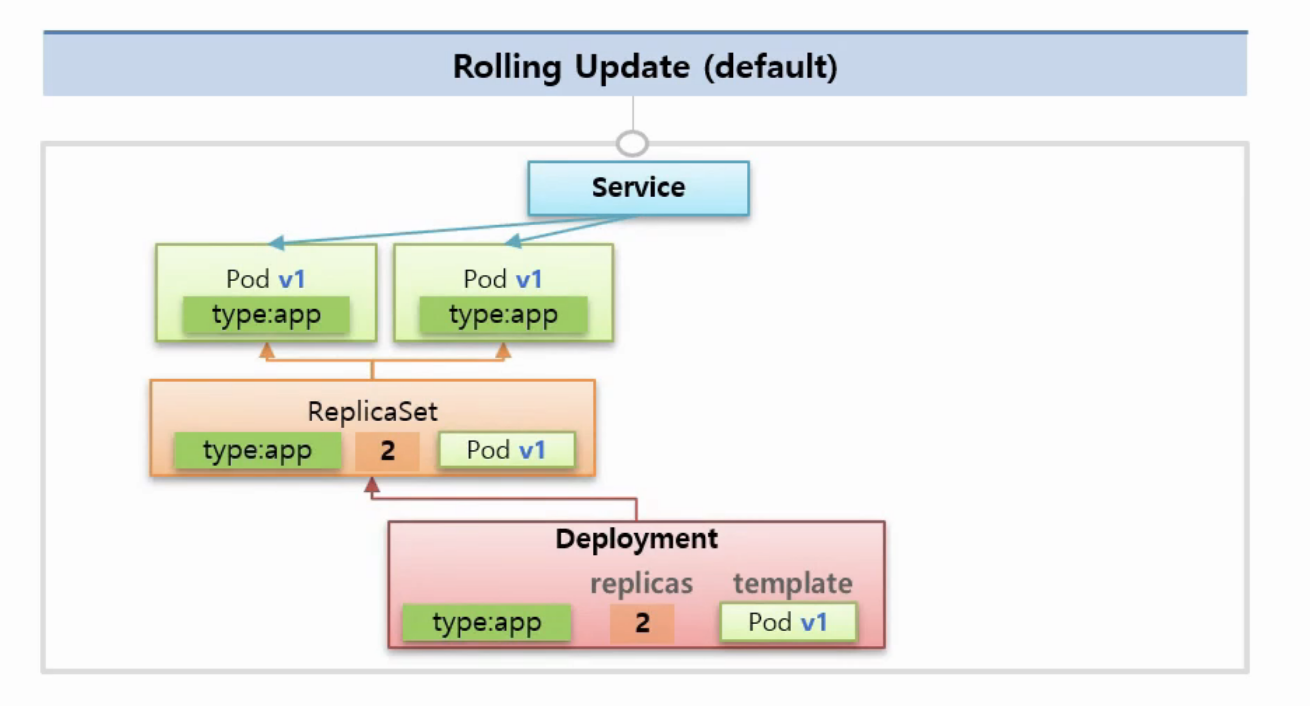 Rolling Update (default)
Service
Pod v1
type:app
Pod v1
type:app
ReplicaSet
type:app 2 Pod v1
Deployment
replicas template
type:app 2 Pod v1